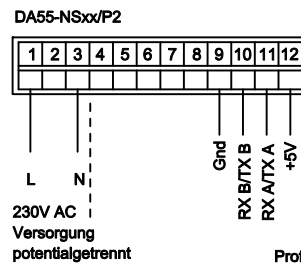 DA55-NSxx/P2
1 2 3 4 5 6 7 8 9 10 11 12
L N
Gnd
RX B/TX B
RX A/TX A
+5V
230V AC
Versorgung
potentialgetrennt
Prof